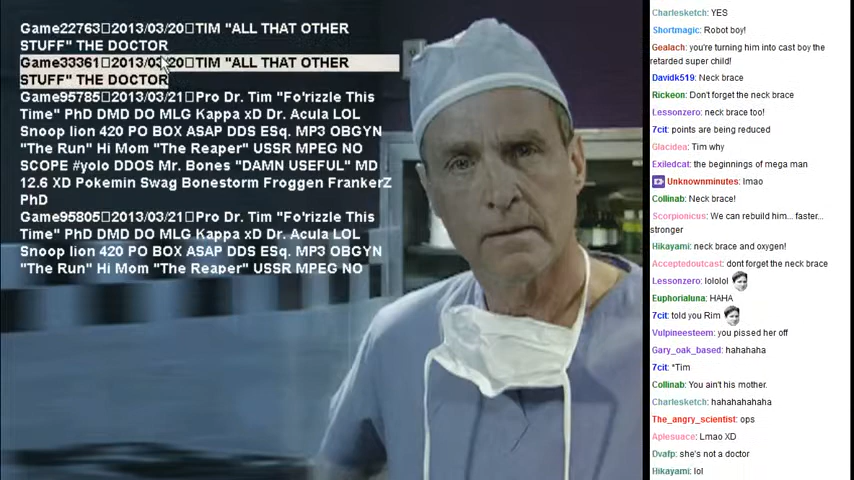 Game22763□2013/03/20□TIM "ALL THAT OTHER
STUFF" THE DOCTOR
Game33361□2013/03/20□TIM "ALL THAT OTHER
STUFF" THE DOCTOR
Game95785□2013/03/21□Pro Dr. Tim "Fo'rizzle This
Time" PhD DMD DO MLG Kappa xD Dr. Acula LOL
Snoop lion 420 PO BOX ASAP DDS ESq. MP3 OBGYN
"The Run" Hi Mom "The Reaper" USSR MPEG NO
SCOPE #yolo DDOS Mr. Bones "DAMN USEFUL" MD
12.6 XD Pokemin Swag Bonestorm Froggen FrankerZ
PhD
Game95805□2013/03/21□Pro Dr. Tim "Fo'rizzle This
Time" PhD DMD DO MLG Kappa xD Dr. Acula LOL
Snoop lion 420 PO BOX ASAP DDS ESq. MP3 OBGYN
"The Run" Hi Mom "The Reaper" USSR MPEG NO
Charlesketch: YES
Shortmagic: Robot boy!
Gealach: you're turning him into cast boy the
retarded super child!
Davidk519: Neck brace
Rickeon: Don't forget the neck brace
Lessonzero: neck brace too!
7cit: points are being reduced
Glacidea: Tim why
Exiledcat: the beginnings of mega man
Unknownminutes: lmao
Collinab: Neck brace!
Scorpionicus: We can rebuild him... faster...
stronger
Hikayami: neck brace and oxygen!
Acceptedoutcast: dont forget the neck brace
Lessonzero: lololol
Euphorialuna: HAHA
7cit: told you Rim
Vulpineesteem: you pissed her off
Gary_oak_based: hahahaha
7cit: *Tim
Collinab: You ain't his mother.
Charlesketch: hahahahahaha
The_angry_scientist: ops
Aplesuace: Lmao XD
Dvafp: she's not a doctor
Hikayami: lol